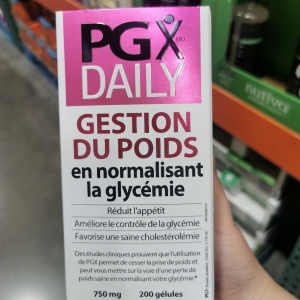 PGX
MD
DAILY
GESTION
DU POIDS
en normalisant
la glycémie
Réduit l'appétit
Améliore le contrôle de la glycémie
Favorise une saine cholestérolémie
Des études cliniques prouvent que l'utilisation
de PGX permet de cesser la prise de poids et
peut vous mettre sur la voie d'une perte de
poids saine en normalisant votre glycémie.*
750 mg 200 gélules